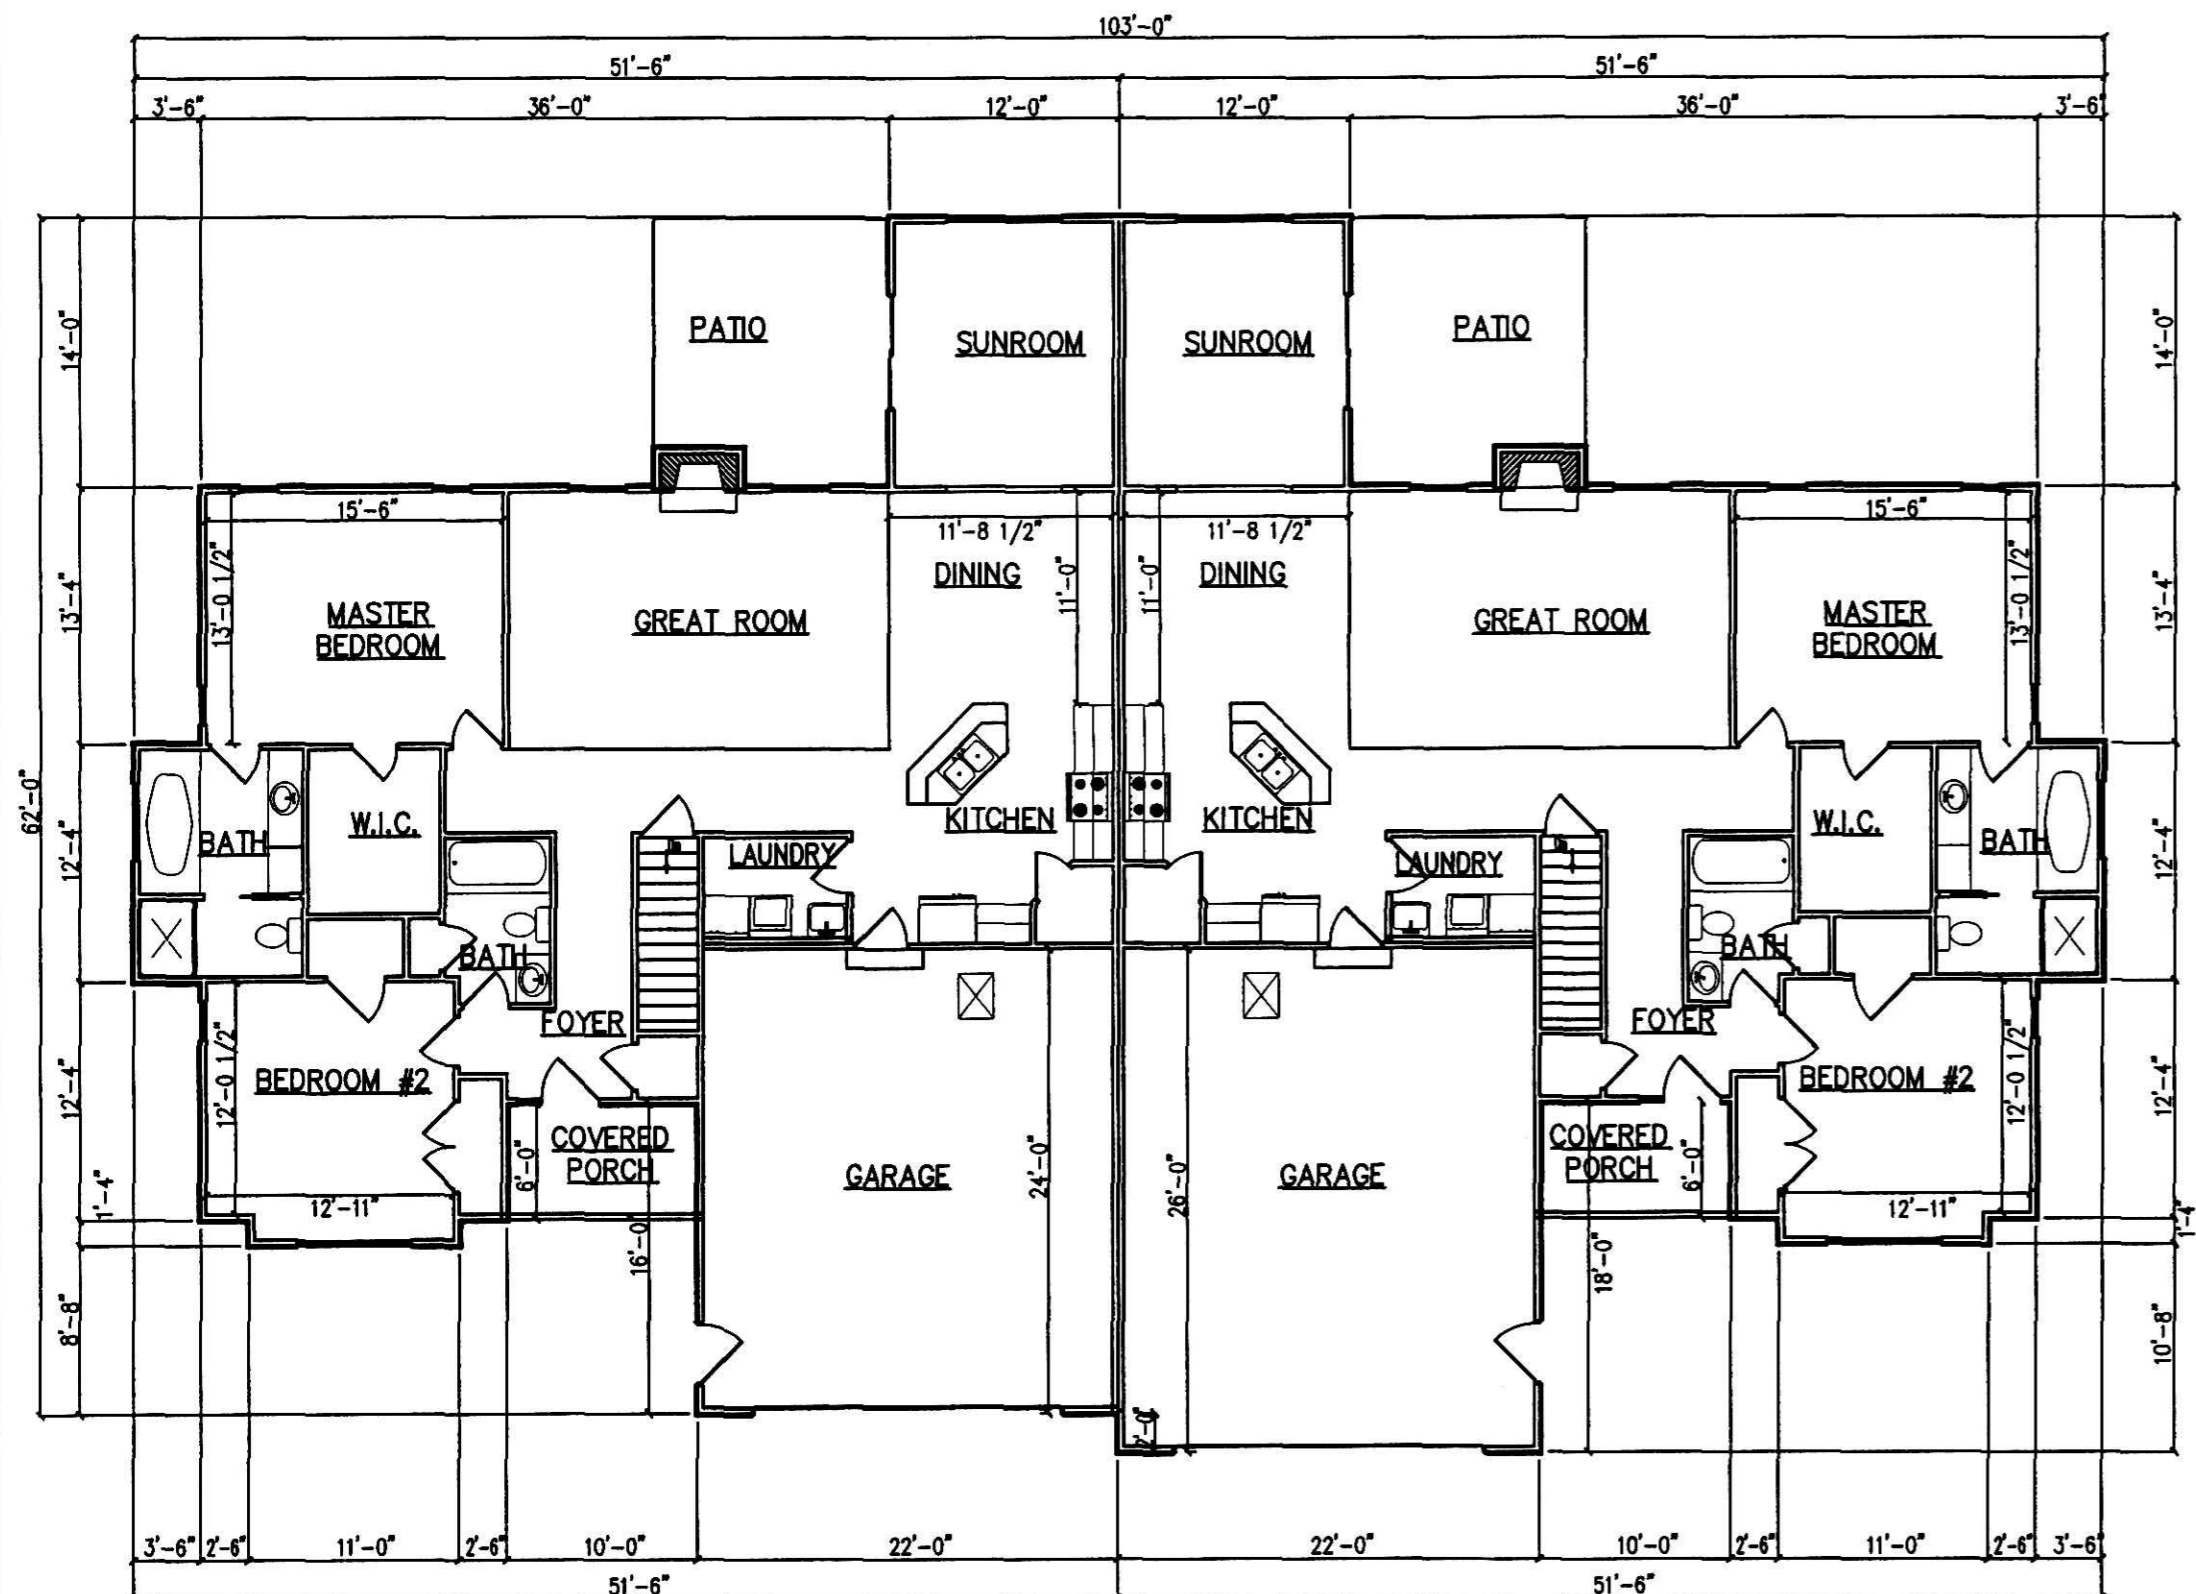 103'-0"
51'-6" 51'-6"
3'-6" 36'-0" 12'-0" 12'-0" 36'-0" 3'-6"
14'-0" PATIO SUNROOM SUNROOM PATIO 14'-0"
15'-6" 11'-8 1/2" 11'-8 1/2" 15'-6"
13'-4" 13'-0 1/2" DINING 11'-0" 11'-0" DINING 13'-0 1/2" 13'-4"
MASTER GREAT ROOM GREAT ROOM MASTER
BEDROOM BEDROOM
62'-0"
W.I.C. KITCHEN KITCHEN W.I.C.
12'-4" BATH LAUNDRY LAUNDRY BATH 12'-4"
BATH BATH
FOYER FOYER
12'-4" 12'-0 1/2" BEDROOM #2 BEDROOM #2 12'-0 1/2" 12'-4"
COVERED COVERED
6'-0" PORCH GARAGE 24'-0" 26'-0" GARAGE PORCH 6'-0"
1'-4" 12'-11" 12'-11" 1'-4"
16'-0 18'-0"
8'-8" 10'-8"
2'-0"
3'-6" 2'-6" 11'-0" 2'-6" 10'-0" 22'-0" 22'-0" 10'-0" 2'-6" 11'-0" 2'-6" 3'-6"
51'-6" 51'-6"